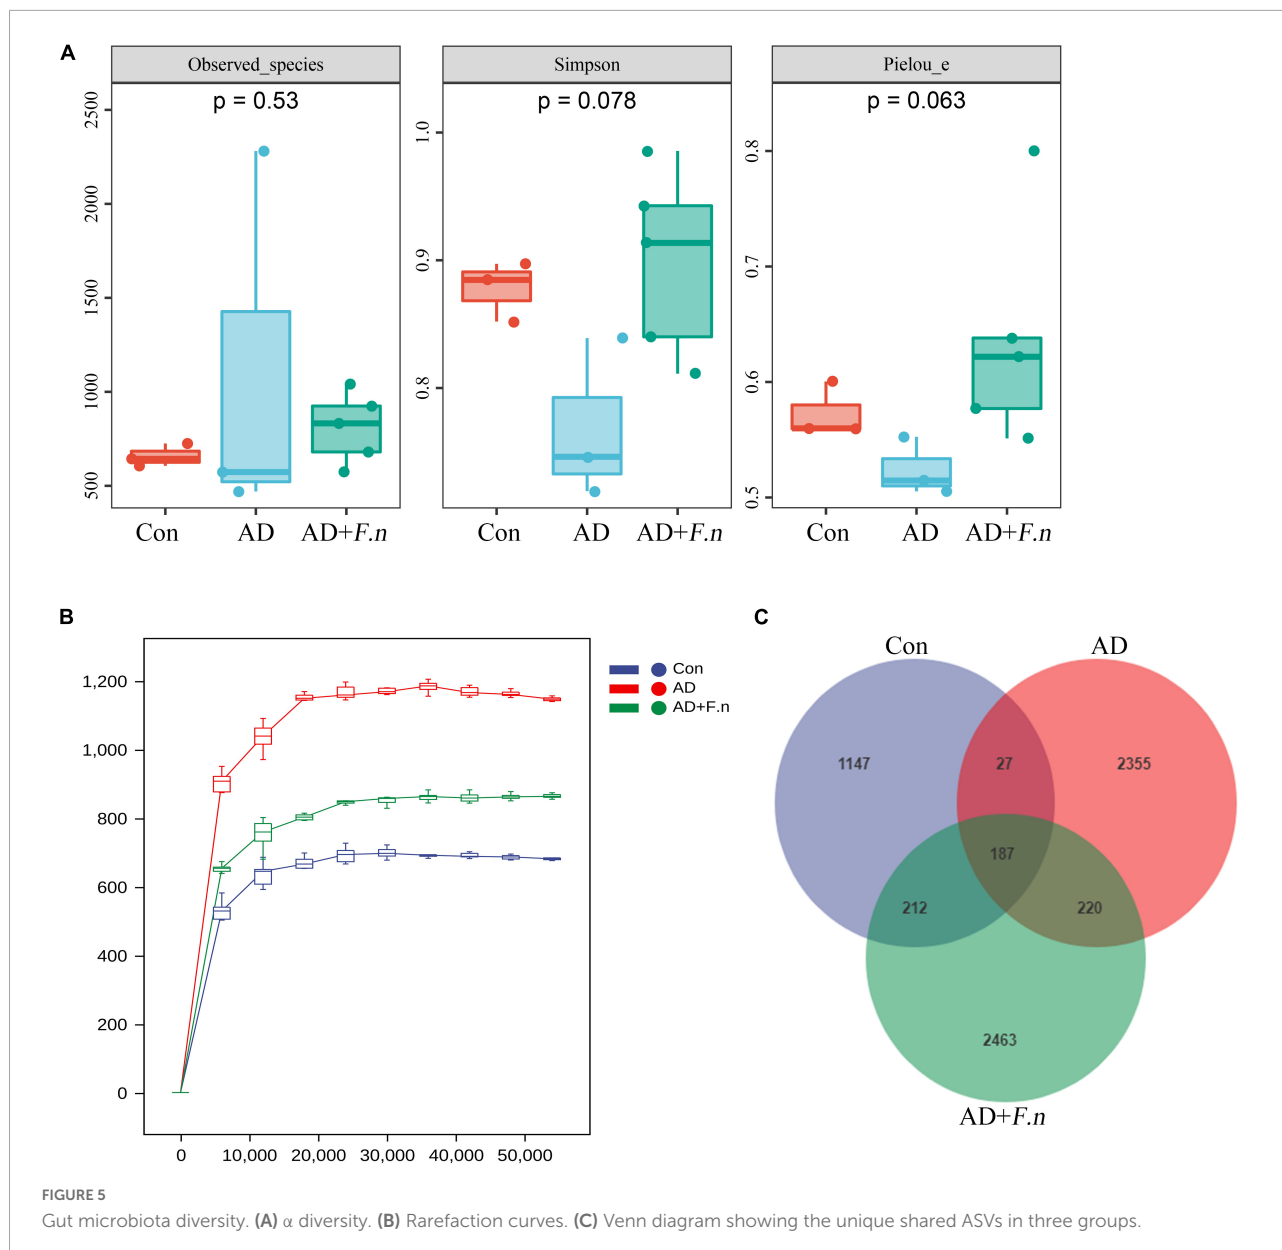 A
Observed_species
Simpson
Pielou_e
p = 0.53
p = 0.078
p = 0.063
2500
2000
1500
1000
500
1.0
0.9
0.8
0.8
0.7
0.6
0.5
Con
AD
AD+F.n
Con
AD
AD+F.n
Con
AD
AD+F.n
B
1,200
1,000
800
600
400
200
0
0
10,000
20,000
30,000
40,000
50,000
Con
AD
AD+F.n
C
Con
AD
1147
27
2355
187
212
220
2463
AD+F.n
FIGURE 5
Gut microbiota diversity. (A) α diversity. (B) Rarefaction curves. (C) Venn diagram showing the unique shared ASVs in three groups.